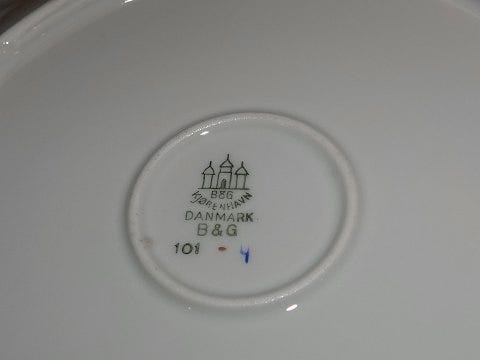 B&G
KJØBENHAVN
DANMARK
B & G
101 • 4